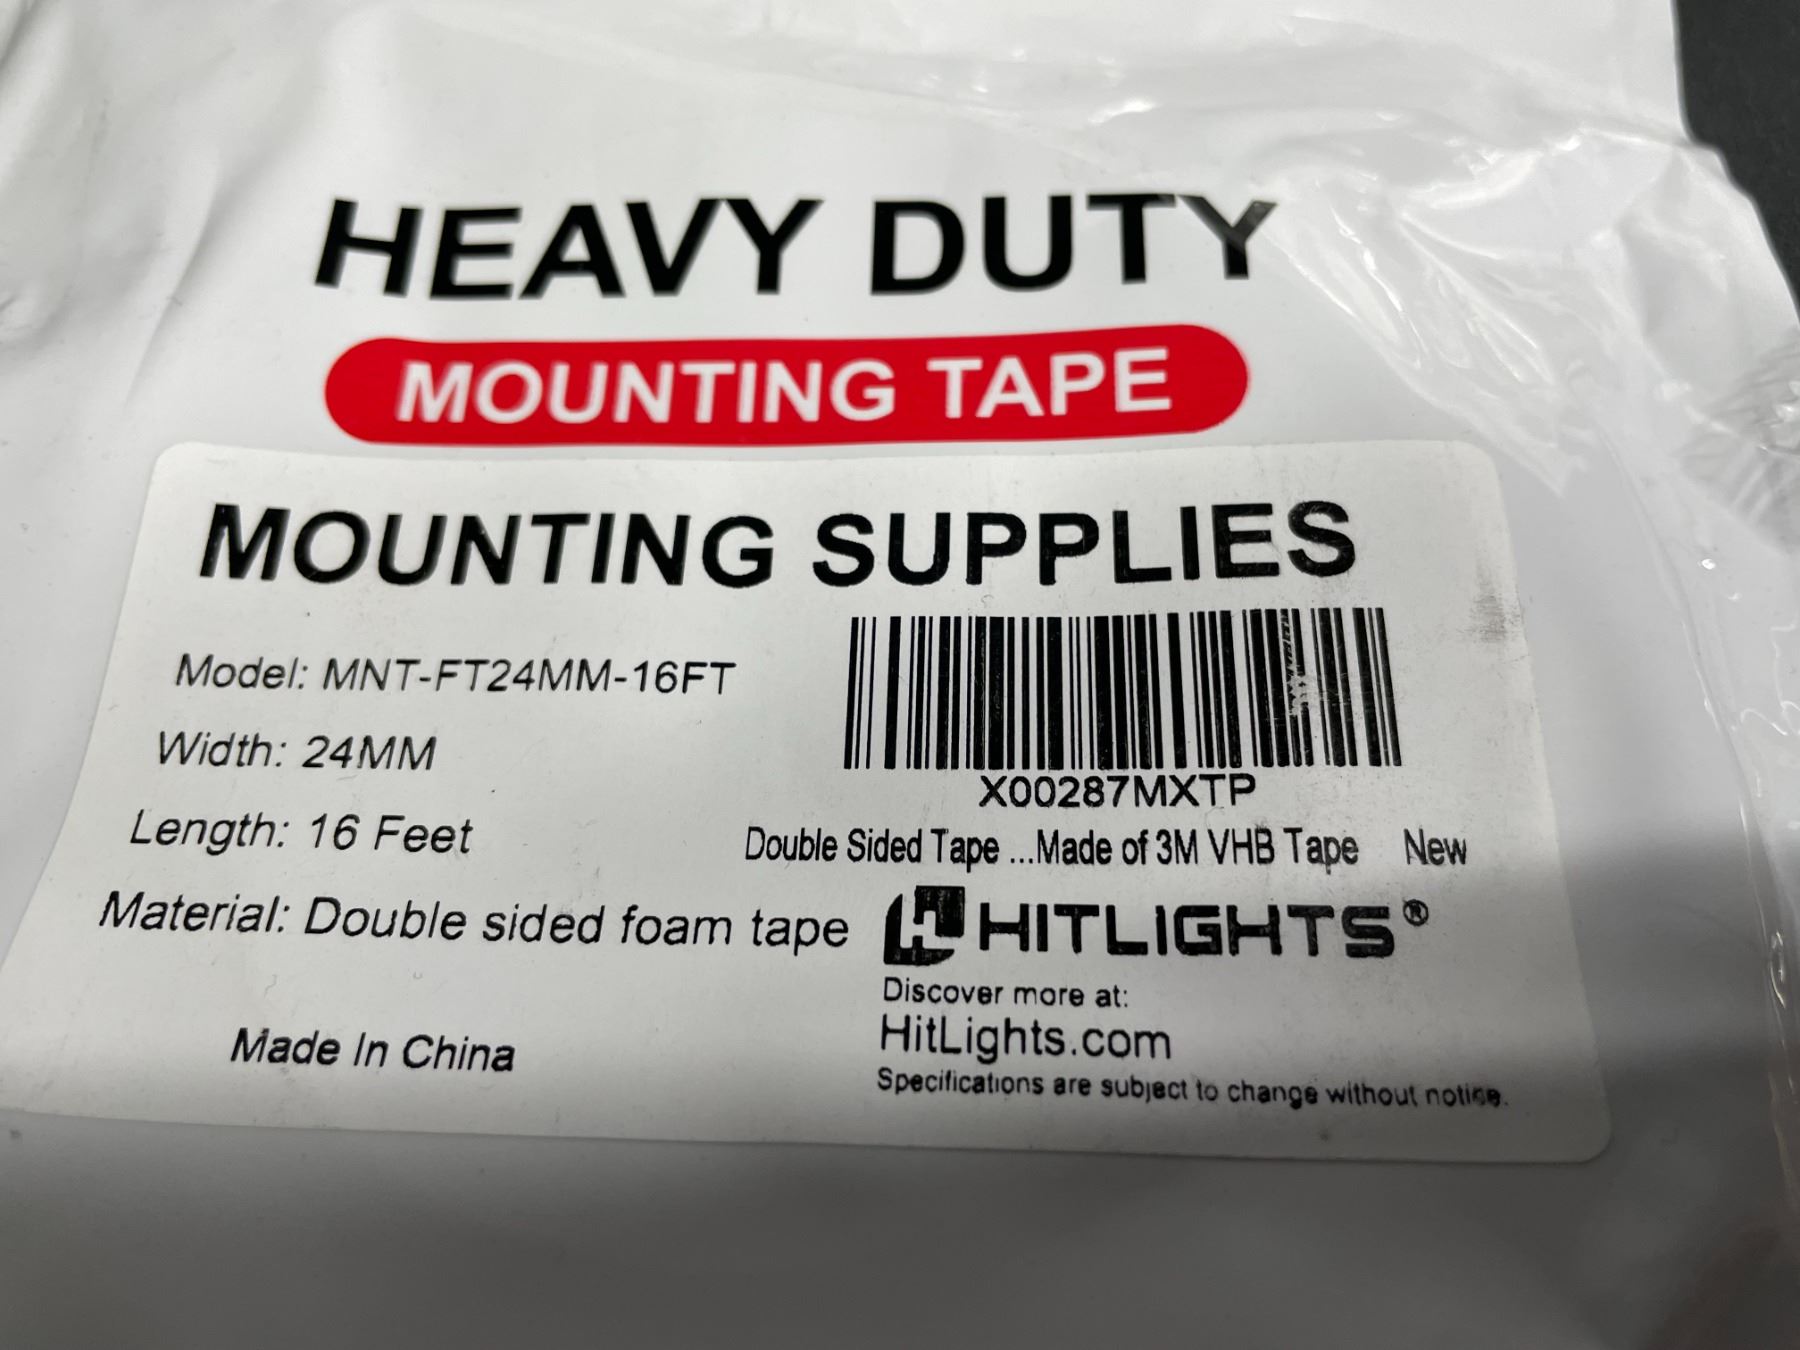 HEAVY DUTY
MOUNTING TAPE
MOUNTING SUPPLIES
Model: MNT-FT24MM-16FT
Width: 24MM
Length: 16 Feet
Material: Double sided foam tape
Made In China
X00287MXTP
Double Sided Tape ...Made of 3M VHB Tape New
HITLIGHTS®
Discover more at:
HitLights.com
Specifications are subject to change without notice.